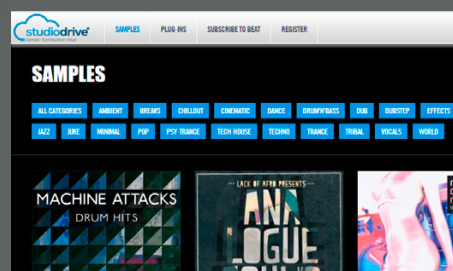 studiodrive
SAMPLES PLUG-INS SUBSCRIBE TO BEAT REGISTER
SAMPLES
ALL CATEGORIES AMBIENT BREAKS CHILLOUT CINEMATIC DANCE DRUM'N'BASS DUB DUBSTEP EFFECTS
JAZZ JUKE MINIMAL POP PSY-TRANCE TECH HOUSE TECHNO TRANCE TRIBAL VOCALS WORLD
MACHINE ATTACKS
DRUM HITS
LACK OF AFRO PRESENTS
ANA
LOGUE